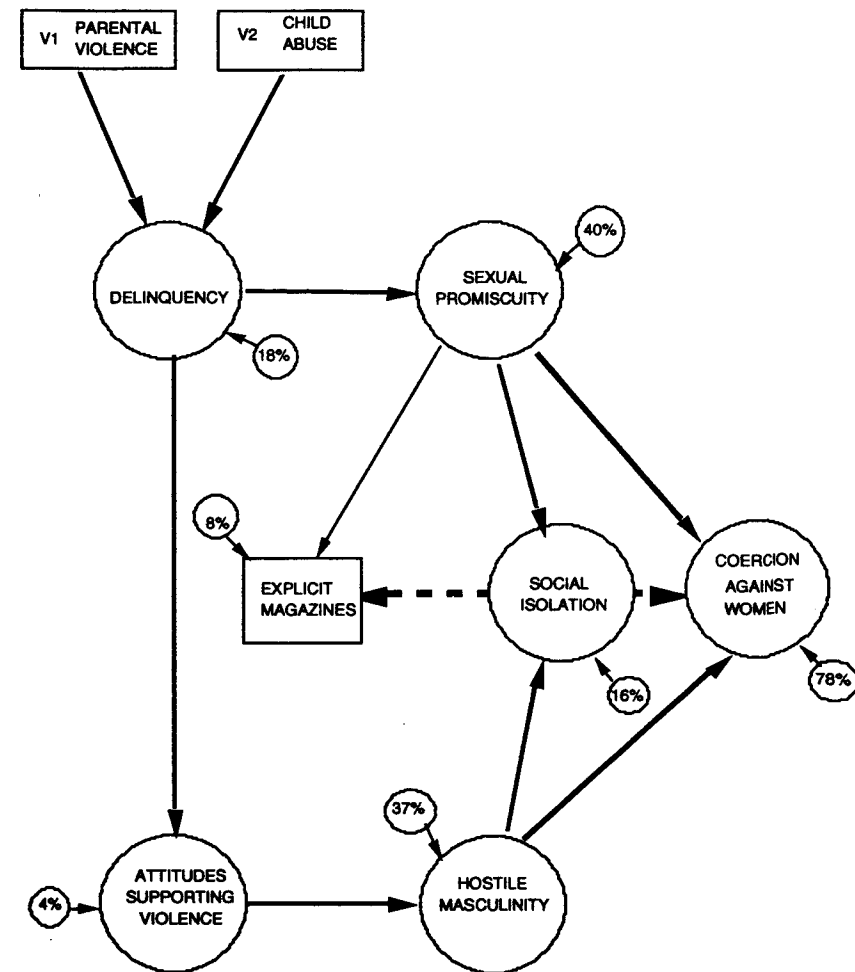 V1 PARENTAL
VIOLENCE
V2 CHILD
ABUSE
DELINQUENCY
18%
SEXUAL
PROMISCUITY
40%
8%
EXPLICIT
MAGAZINES
SOCIAL
ISOLATION
16%
COERCION
AGAINST
WOMEN
78%
37%
ATTITUDES
SUPPORTING
VIOLENCE
4%
HOSTILE
MASCULINITY